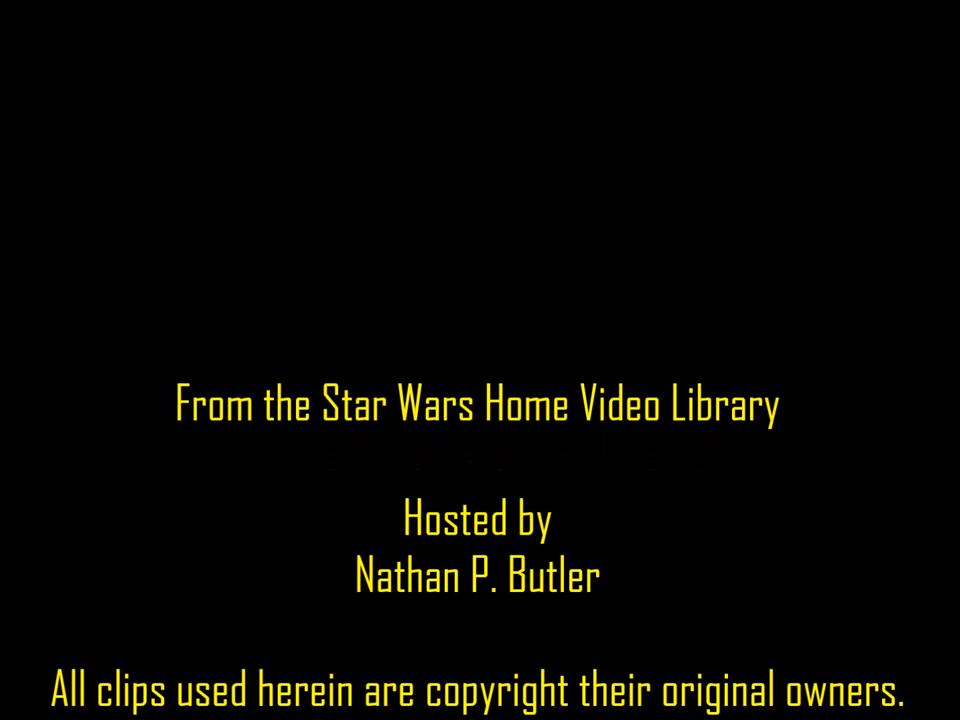 From the Star Wars Home Video Library
Hosted by
Nathan P. Butler
All clips used herein are copyright their original owners.